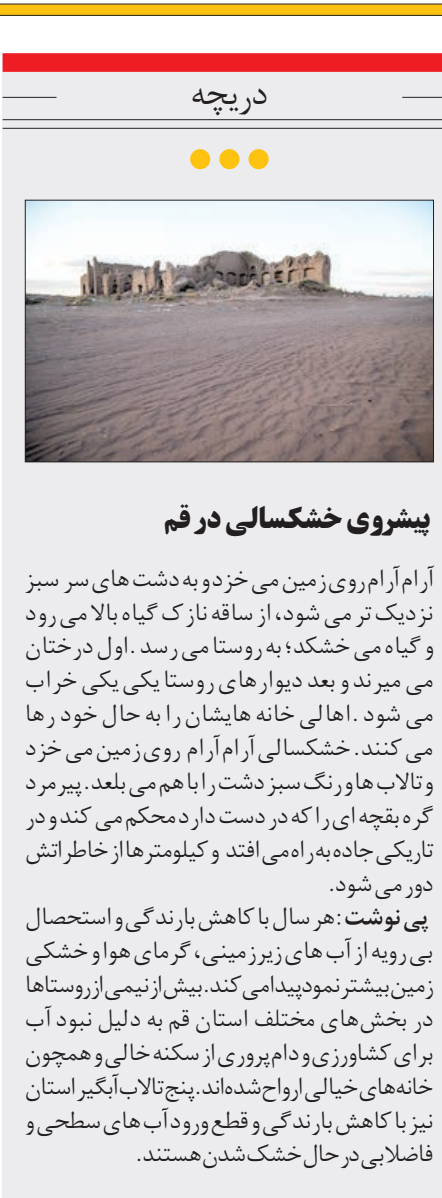 دریچه
پیشروی خشکسالی در قم
آرام آرام روی زمین می خزد و به دشت های سر سبز
نزدیک تر می شود، از ساقه نازک گیاه بالا می رود
و گیاه می خشکد؛ به روستا می رسد .اول درختان
می میرند و بعد دیوارهای روستا یکی یکی خراب
می شود .اهالی خانه هایشان را به حال خود رها
می کنند. خشکسالی آرام آرام روی زمین می خزد
و تالاب ها و رنگ سبز دشت را با هم می بلعد. پیرمرد
گره بقچه ای را که در دست دارد محکم می کند و در
تاریکی جاده به راه می افتد و کیلومترها از خاطراتش
دور می شود.
پی نوشت :هر سال با کاهش بارندگی و استحصال
بی رویه از آب های زیرزمینی، گرمای هوا و خشکی
زمین بیشتر نمود پیدا می کند. بیش از نیمی از روستاها
در بخش های مختلف استان قم به دلیل نبود آب
برای کشاورزی و دام پروری از سکنه خالی و همچون
خانه های خیالی ارواح شده اند. پنج تالاب آبگیر استان
نیز با کاهش بارندگی و قطع ورود آب های سطحی و
فاضلابی در حال خشک شدن هستند.